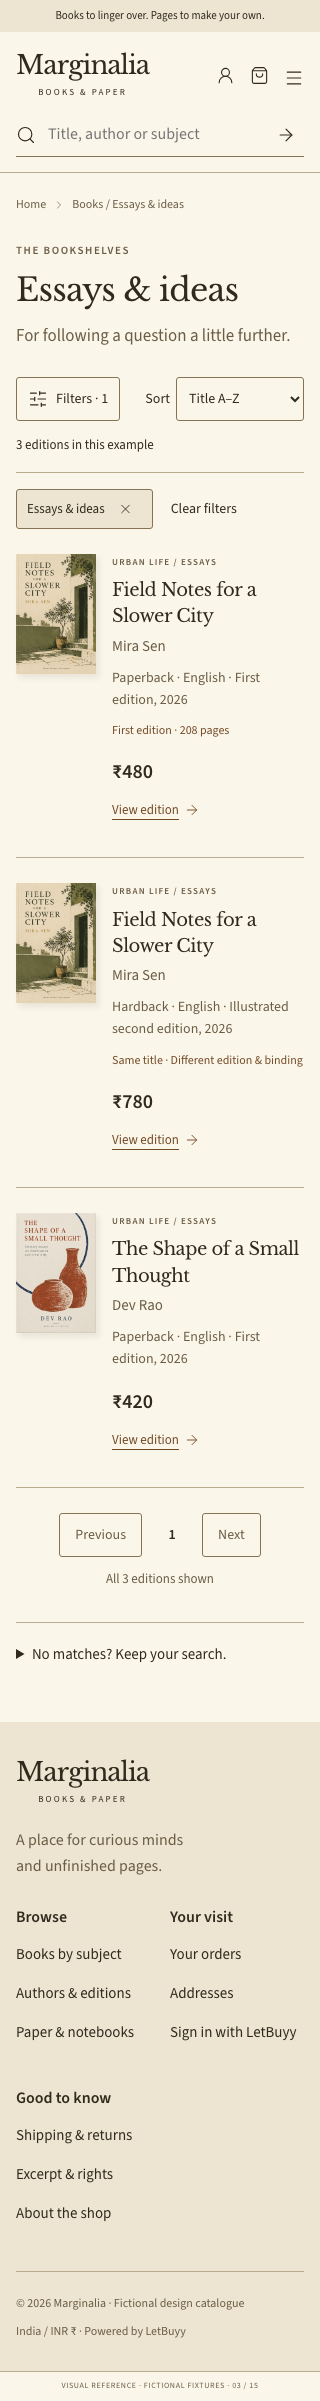 Books to linger over. Pages to make your own.
Marginalia
BOOKS & PAPER
Title, author or subject
Home > Books / Essays & ideas
THE BOOKSHELVES
Essays & ideas
For following a question a little further.
Filters · 1
Sort
Title A–Z
3 editions in this example
Essays & ideas
Clear filters
FIELD
NOTES
FOR A
SLOWER
CITY
MIRA SEN
URBAN LIFE / ESSAYS
Field Notes for a
Slower City
Mira Sen
Paperback · English · First
edition, 2026
First edition · 208 pages
₹480
View edition
FIELD
NOTES
FOR A
SLOWER
CITY
MIRA SEN
URBAN LIFE / ESSAYS
Field Notes for a
Slower City
Mira Sen
Hardback · English · Illustrated
second edition, 2026
Same title · Different edition & binding
₹780
View edition
THE
SHAPE OF A
SMALL THOUGHT
DEV RAO
URBAN LIFE / ESSAYS
The Shape of a Small
Thought
Dev Rao
Paperback · English · First
edition, 2026
₹420
View edition
Previous
1
Next
All 3 editions shown
No matches? Keep your search.
Marginalia
BOOKS & PAPER
A place for curious minds
and unfinished pages.
Browse
Books by subject
Authors & editions
Paper & notebooks
Your visit
Your orders
Addresses
Sign in with LetBuyy
Good to know
Shipping & returns
Excerpt & rights
About the shop
© 2026 Marginalia · Fictional design catalogue
India / INR ₹ · Powered by LetBuyy
VISUAL REFERENCE · FICTIONAL FIXTURES · 03 / 15